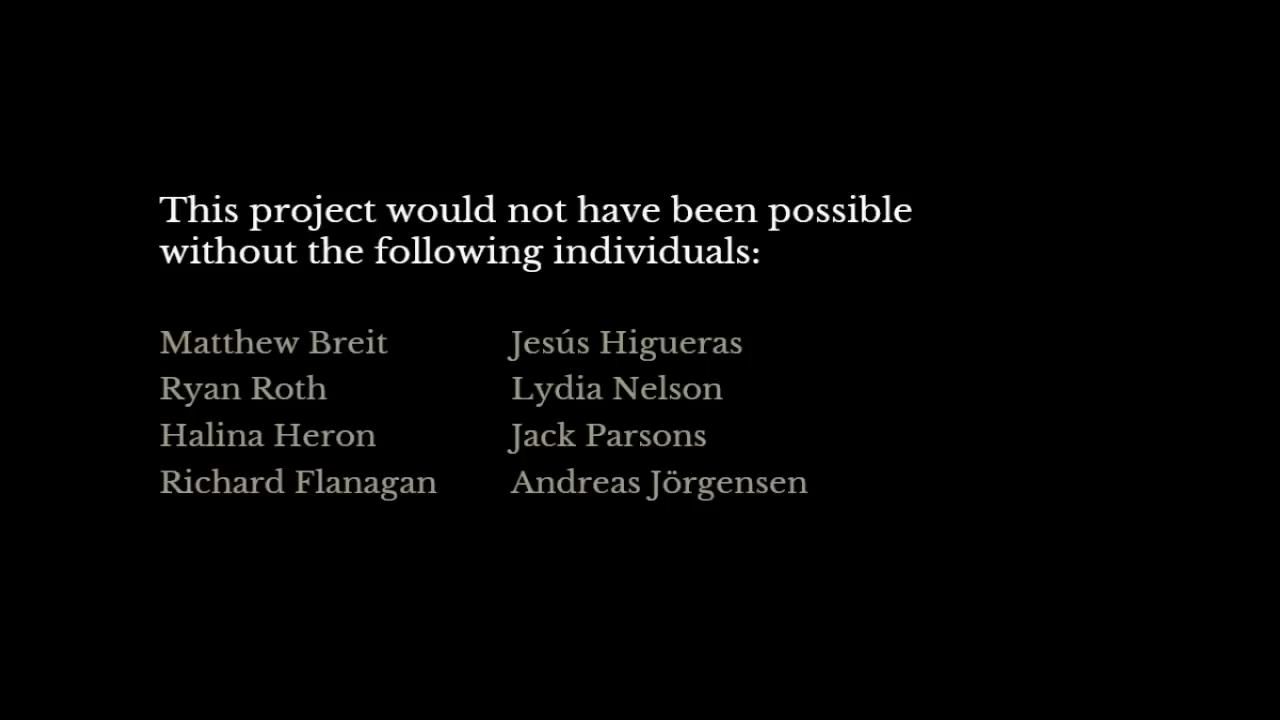 This project would not have been possible
without the following individuals:
Matthew Breit
Jesús Higueras
Ryan Roth
Lydia Nelson
Halina Heron
Jack Parsons
Richard Flanagan
Andreas Jörgensen